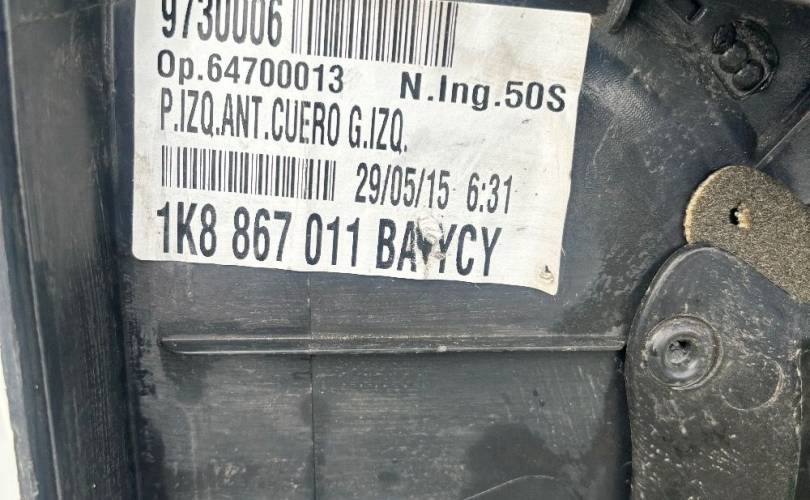 9730006
Op.64700013 N.Ing.50S
P.IZQ.ANT.CUERO G.IZQ.
29/05/15 6:31
1K8 867 011